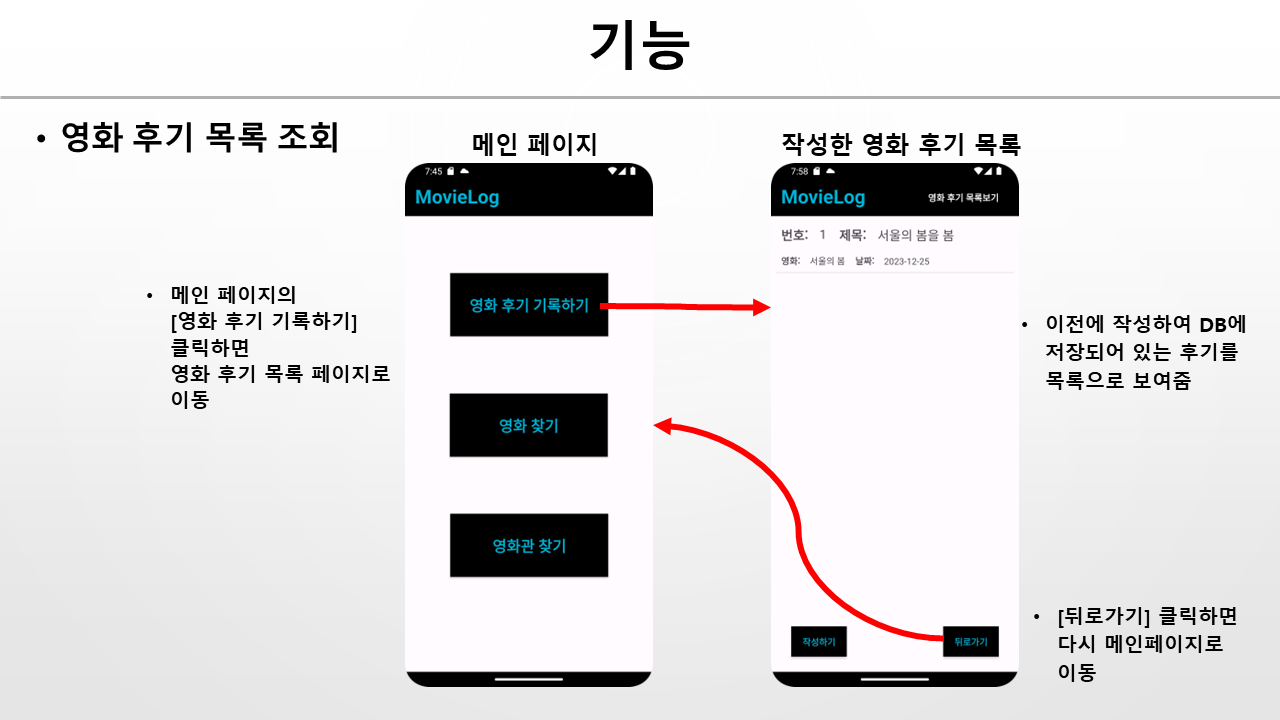 기능
• 영화 후기 목록 조회
메인 페이지
작성한 영화 후기 목록
• 메인 페이지의
[영화 후기 기록하기]
클릭하면
영화 후기 목록 페이지로
이동
7:45
MovieLog
영화 후기 기록하기
영화 찾기
영화관 찾기
7:58
MovieLog
영화 후기 목록보기
번호: 1 제목: 서울의 봄을 봄
영화: 서울의 봄 날짜: 2023-12-25
작성하기
뒤로가기
• 이전에 작성하여 DB에
저장되어 있는 후기를
목록으로 보여줌
• [뒤로가기] 클릭하면
다시 메인페이지로
이동